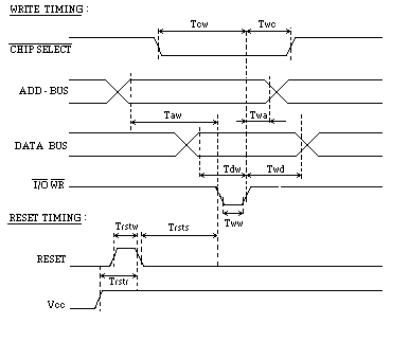 WRITE TIMING :
Tcw Twc
CHIP SELECT
ADD - BUS
Taw Twa
DATA BUS
Tdw Twd
I/O WR
Tww
RESET TIMING :
Trstw Trsts
RESET
Trstr
Vcc